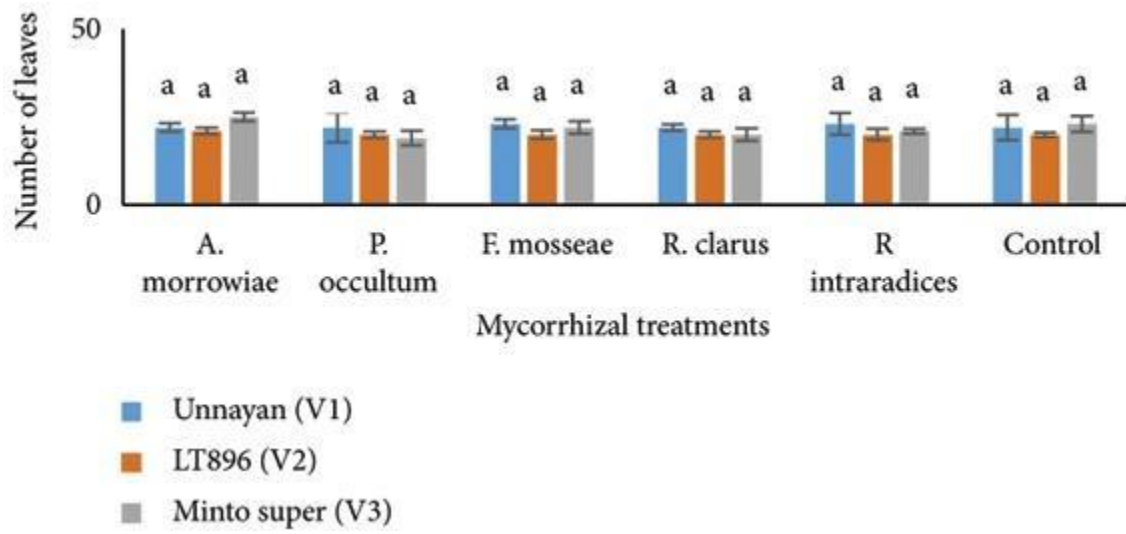 Number of leaves
50
0
a a a a a a a a a a a a a a a a a a
A. morrowiae
P. occultum
F. mosseae
R. clarus
R intraradices
Control
Mycorrhizal treatments
Unnayan (V1)
LT896 (V2)
Minto super (V3)